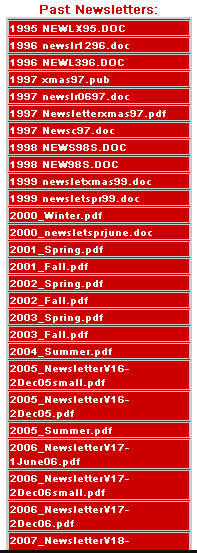 Past Newsletters:
1995 NEWLX95.DOC
1996 newslr1296.doc
1996 NEWL396.DOC
1997 xmas97.pub
1997 newslr0697.doc
1997 Newsletterxmas97.pdf
1997 Newsc97.doc
1998 NEWS98S.DOC
1998 NEW98S.DOC
1999 newsletxmas99.doc
1999 newsletspr99.doc
2000_Winter.pdf
2000_newsletsprjune.doc
2001_Spring.pdf
2001_Fall.pdf
2002_Spring.pdf
2002_Fall.pdf
2003_Spring.pdf
2003_Fall.pdf
2004_Summer.pdf
2005_NewsletterV16-
2Dec05small.pdf
2005_NewsletterV16-
2Dec05.pdf
2005_Summer.pdf
2006_NewsletterV17-
1June06.pdf
2006_NewsletterV17-
2Dec06small.pdf
2006_NewsletterV17-
2Dec06.pdf
2007_NewsletterV18-